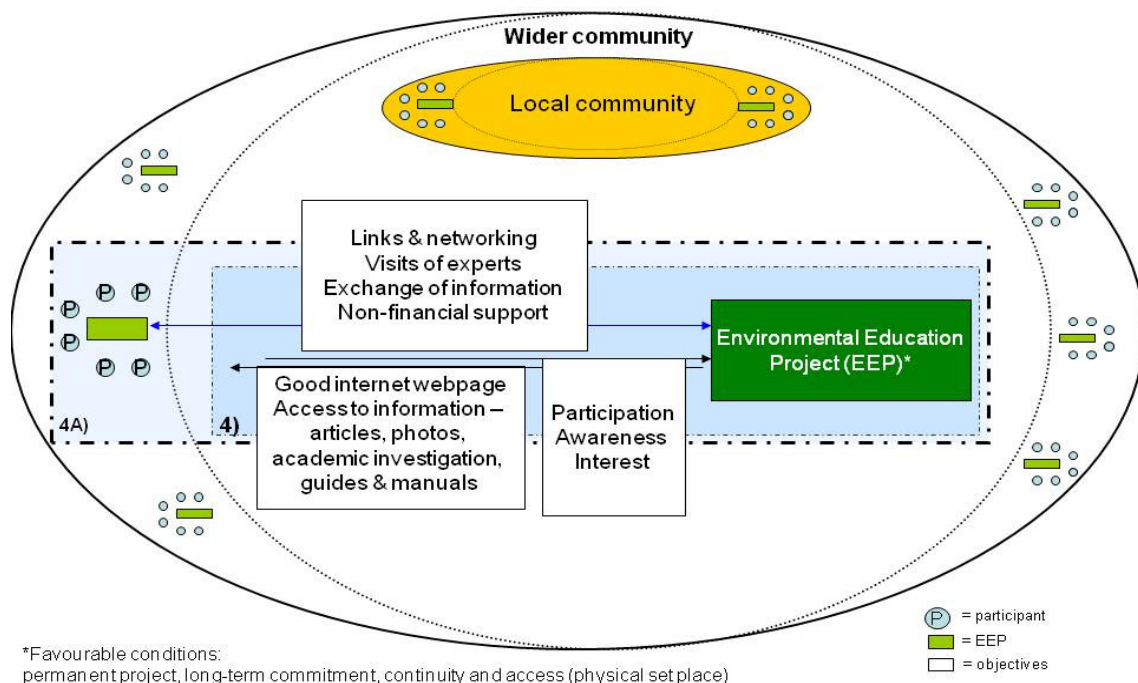 Wider community
Local community
Links & networking
Visits of experts
Exchange of information
Non-financial support
P P
P
P
P P
Environmental Education
Project (EEP)*
4A)
4)
Good internet webpage
Access to information –
articles, photos,
academic investigation,
guides & manuals
Participation
Awareness
Interest
P = participant
= EEP
= objectives
*Favourable conditions:
permanent project, long-term commitment, continuity and access (physical set place)